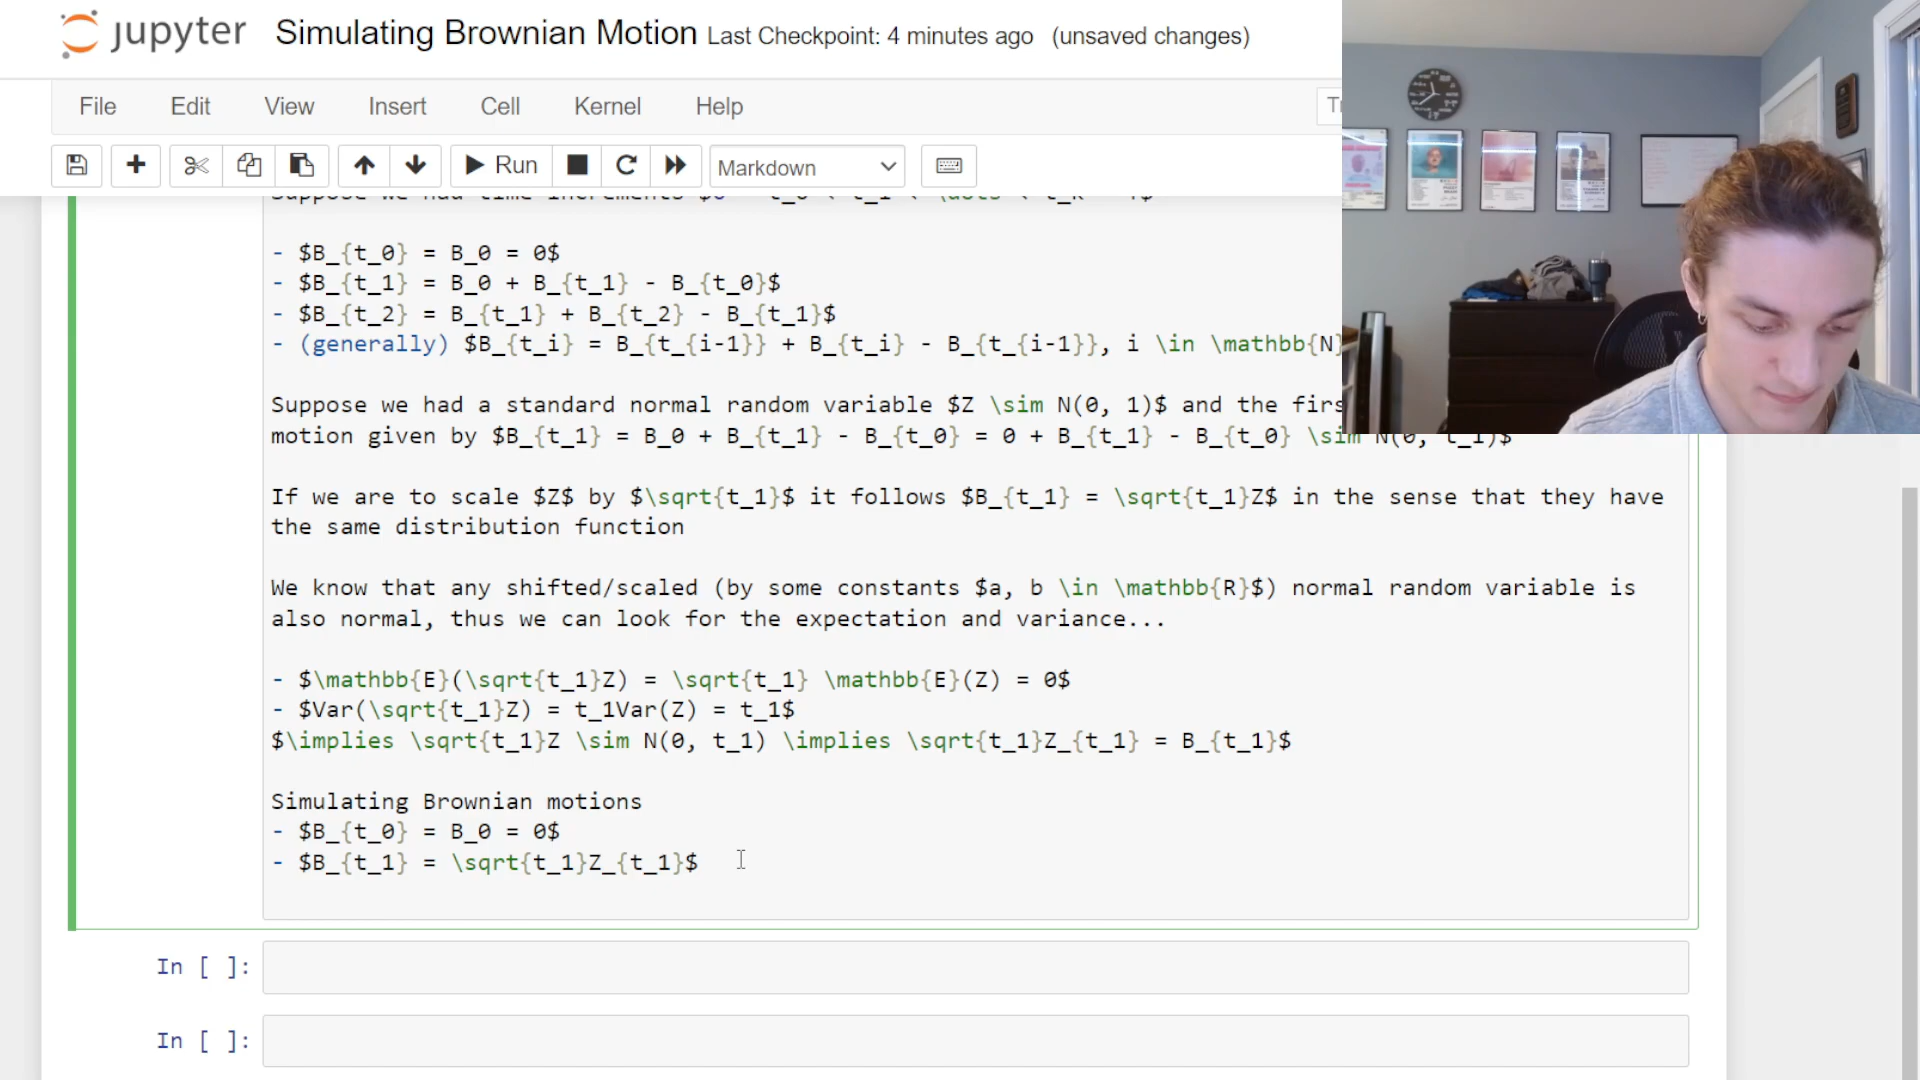 jupyter Simulating Brownian Motion Last Checkpoint: 4 minutes ago (unsaved changes)
File Edit View Insert Cell Kernel Help
Run Markdown
- $B_{t_0} = B_0 = 0$
- $B_{t_1} = B_0 + B_{t_1} - B_{t_0}$
- $B_{t_2} = B_{t_1} + B_{t_2} - B_{t_1}$
- (generally) $B_{t_i} = B_{t_{i-1}} + B_{t_i} - B_{t_{i-1}}, i \in \mathbb{N}
Suppose we had a standard normal random variable $Z \sim N(0, 1)$ and the
motion given by $B_{t_1} = B_0 + B_{t_1} - B_{t_0} = 0 + B_{t_1} - B_{t_0} \sim N(0, t_1)$
If we are to scale $Z$ by $\sqrt{t_1}$ it follows $B_{t_1} = \sqrt{t_1}Z$ in the sense that they have
the same distribution function
We know that any shifted/scaled (by some constants $a, b \in \mathbb{R}$) normal random variable is
also normal, thus we can look for the expectation and variance...
- $\mathbb{E}(\sqrt{t_1}Z) = \sqrt{t_1} \mathbb{E}(Z) = 0$
- $Var(\sqrt{t_1}Z) = t_1Var(Z) = t_1$
$\implies \sqrt{t_1}Z \sim N(0, t_1) \implies \sqrt{t_1}Z_{t_1} = B_{t_1}$
Simulating Brownian motions
- $B_{t_0} = B_0 = 0$
- $B_{t_1} = \sqrt{t_1}Z_{t_1}$
In [ ]:
In [ ]: